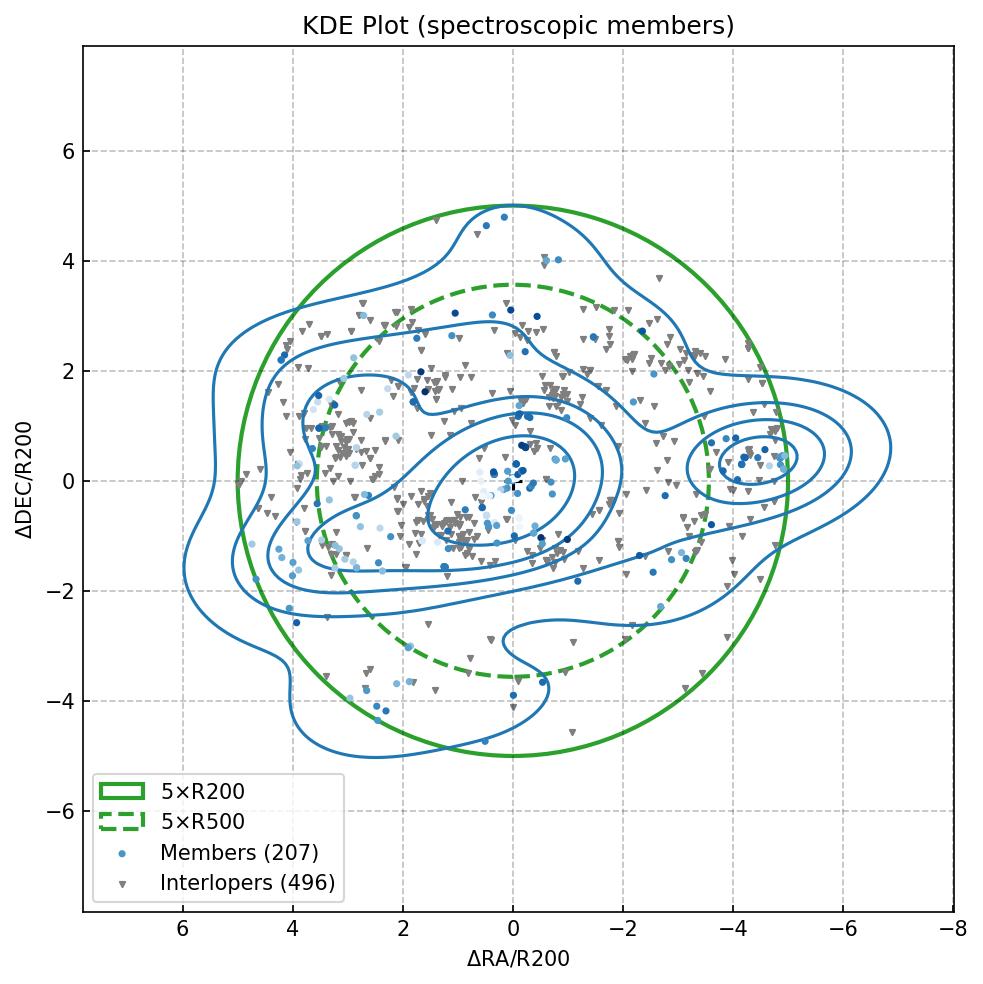 KDE Plot (spectroscopic members)
6
4
2
0
−2
−4
−6
ΔDEC/R200
5×R200
5×R500
Members (207)
Interlopers (496)
6
4
2
0
−2
−4
−6
−8
ΔRA/R200